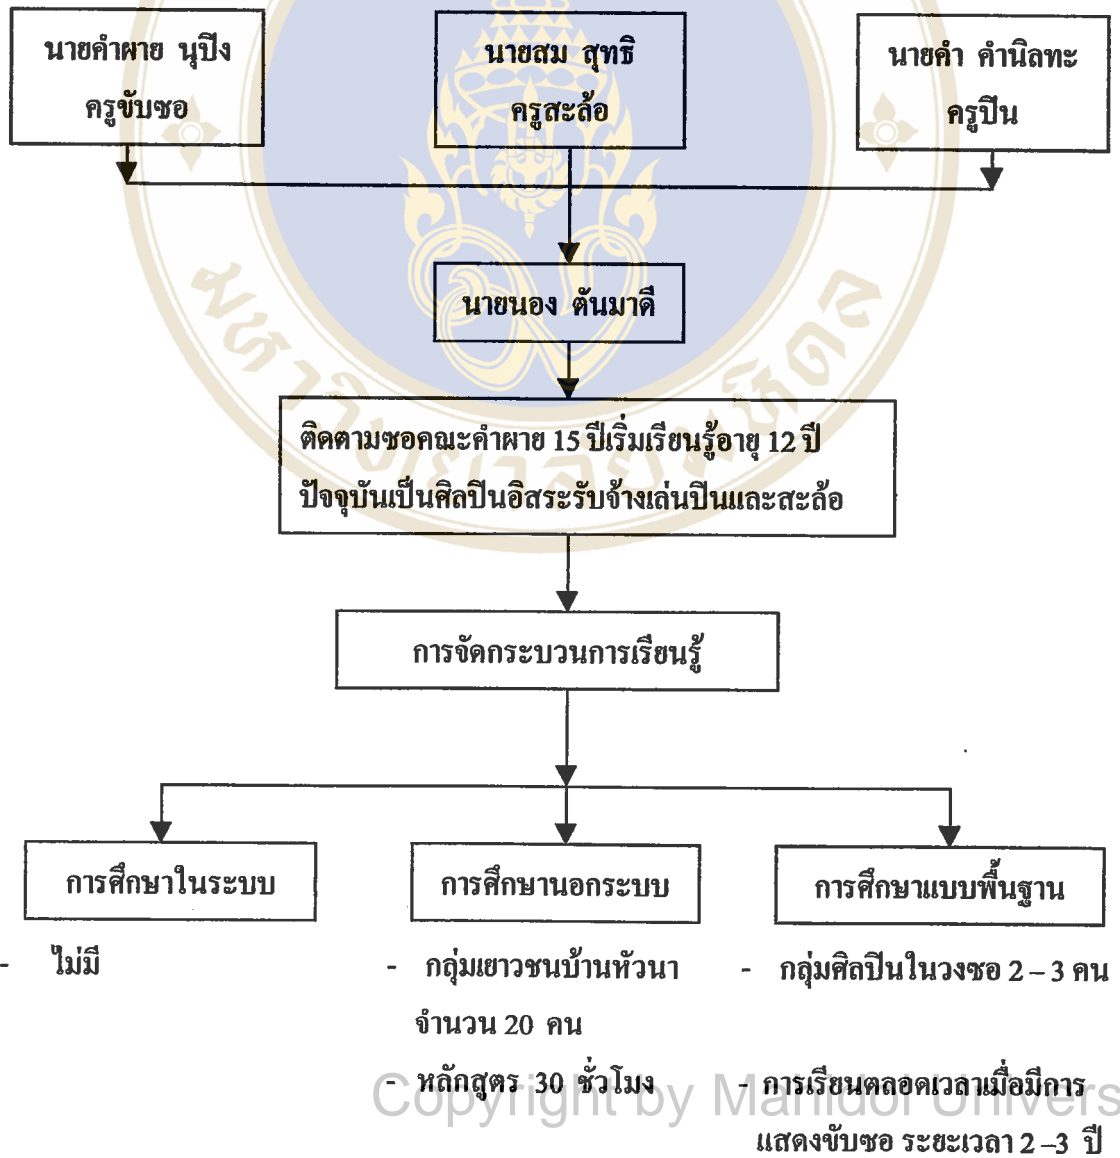 นายคำผาย นุปิง
ครูขับซอ
นายสม สุทธิ
ครูสะล้อ
นายคำ คำนิลทะ
ครูปิน
นายนอง ต้นมาดี
ติดตามซอคณะคำผาย 15 ปีเริ่มเรียนรู้อายุ 12 ปี
ปัจจุบันเป็นศิลปินอิสระรับจ้างเล่นปินและสะล้อ
การจัดกระบวนการเรียนรู้
การศึกษาในระบบ
- ไม่มี
การศึกษานอกระบบ
- กลุ่มเยาวชนบ้านหัวนา
จำนวน 20 คน
- หลักสูตร 30 ชั่วโมง
การศึกษาแบบพื้นฐาน
- กลุ่มศิลปินในวงซอ 2 – 3 คน
- การเรียนตลอดเวลาเมื่อมีการ
แสดงขับซอ ระยะเวลา 2 –3 ปี
มหาวิทยาลัยมหิดล
Copyright by Mahidol Univers